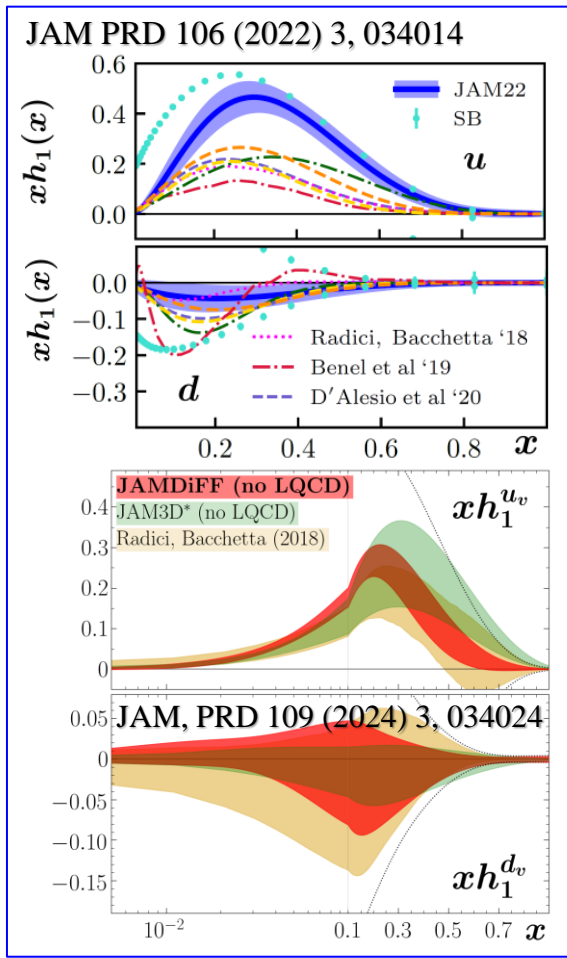 JAM PRD 106 (2022) 3, 034014
xh₁(x)
0.6
0.4
0.2
0.0
JAM22
SB
u
xh₁(x)
0.0
−0.1
−0.2
−0.3
d
Radici, Bacchetta ‘18
Benel et al ‘19
D′Alesio et al ‘20
0.2 0.4 0.6 0.8 x
JAMDiFF (no LQCD)
JAM3D* (no LQCD)
Radici, Bacchetta (2018)
xh₁^{u_v}
0.4
0.3
0.2
0.1
0
JAM, PRD 109 (2024) 3, 034024
0.05
0
−0.05
−0.10
−0.15
xh₁^{d_v}
10⁻² 0.1 0.3 0.5 0.7 x